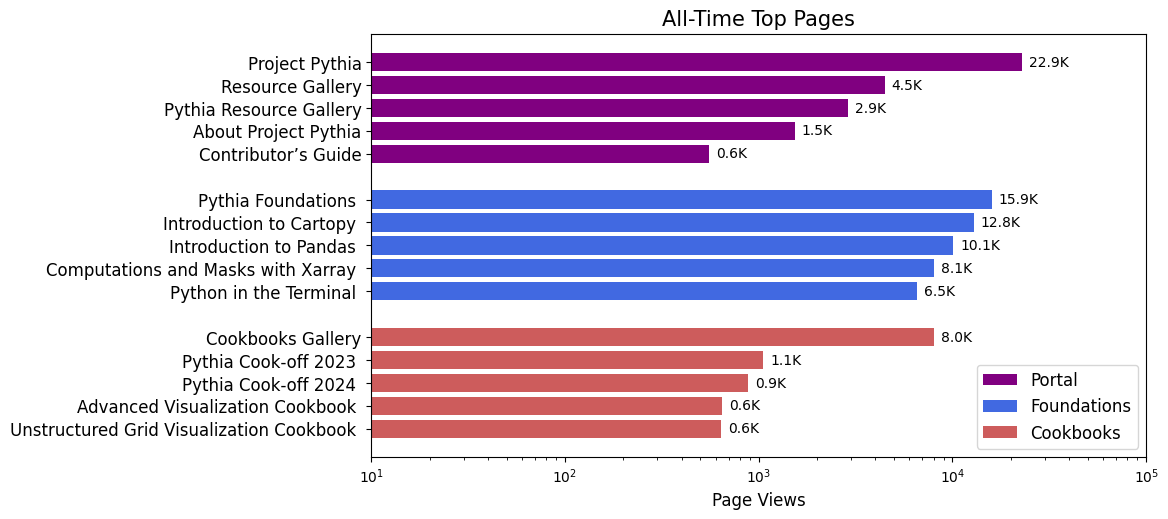 All-Time Top Pages
Project Pythia 22.9K
Resource Gallery 4.5K
Pythia Resource Gallery 2.9K
About Project Pythia 1.5K
Contributor’s Guide 0.6K
Pythia Foundations 15.9K
Introduction to Cartopy 12.8K
Introduction to Pandas 10.1K
Computations and Masks with Xarray 8.1K
Python in the Terminal 6.5K
Cookbooks Gallery 8.0K
Pythia Cook-off 2023 1.1K
Pythia Cook-off 2024 0.9K
Advanced Visualization Cookbook 0.6K
Unstructured Grid Visualization Cookbook 0.6K
Portal
Foundations
Cookbooks
10¹ 10² 10³ 10⁴ 10⁵
Page Views